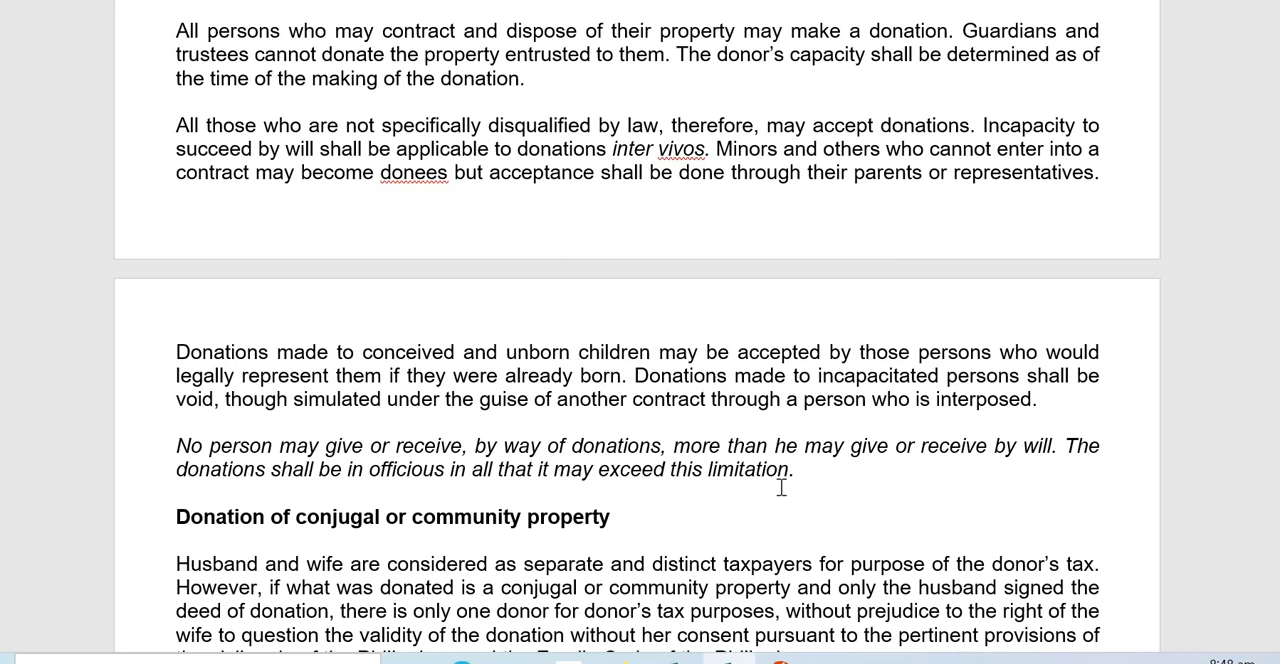 All persons who may contract and dispose of their property may make a donation. Guardians and
trustees cannot donate the property entrusted to them. The donor’s capacity shall be determined as of
the time of the making of the donation.
All those who are not specifically disqualified by law, therefore, may accept donations. Incapacity to
succeed by will shall be applicable to donations inter vivos. Minors and others who cannot enter into a
contract may become donees but acceptance shall be done through their parents or representatives.
Donations made to conceived and unborn children may be accepted by those persons who would
legally represent them if they were already born. Donations made to incapacitated persons shall be
void, though simulated under the guise of another contract through a person who is interposed.
No person may give or receive, by way of donations, more than he may give or receive by will. The
donations shall be in officious in all that it may exceed this limitation.
Donation of conjugal or community property
Husband and wife are considered as separate and distinct taxpayers for purpose of the donor’s tax.
However, if what was donated is a conjugal or community property and only the husband signed the
deed of donation, there is only one donor for donor’s tax purposes, without prejudice to the right of the
wife to question the validity of the donation without her consent pursuant to the pertinent provisions of